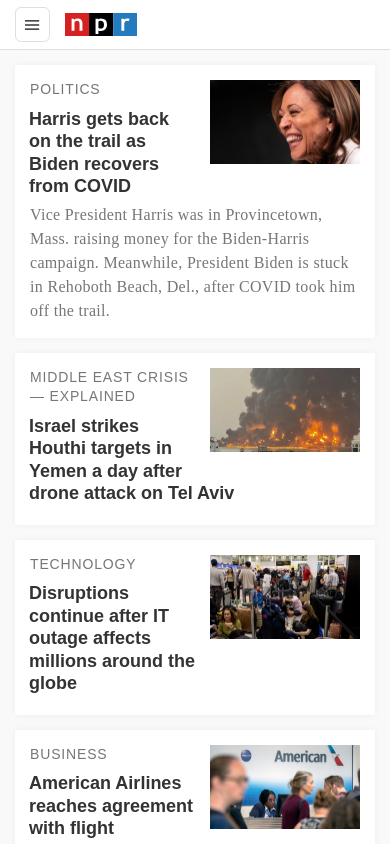 npr
POLITICS
Harris gets back
on the trail as
Biden recovers
from COVID
Vice President Harris was in Provincetown,
Mass. raising money for the Biden-Harris
campaign. Meanwhile, President Biden is stuck
in Rehoboth Beach, Del., after COVID took him
off the trail.
MIDDLE EAST CRISIS
— EXPLAINED
Israel strikes
Houthi targets in
Yemen a day after
drone attack on Tel Aviv
TECHNOLOGY
Disruptions
continue after IT
outage affects
millions around the
globe
BUSINESS
American Airlines
reaches agreement
with flight
American